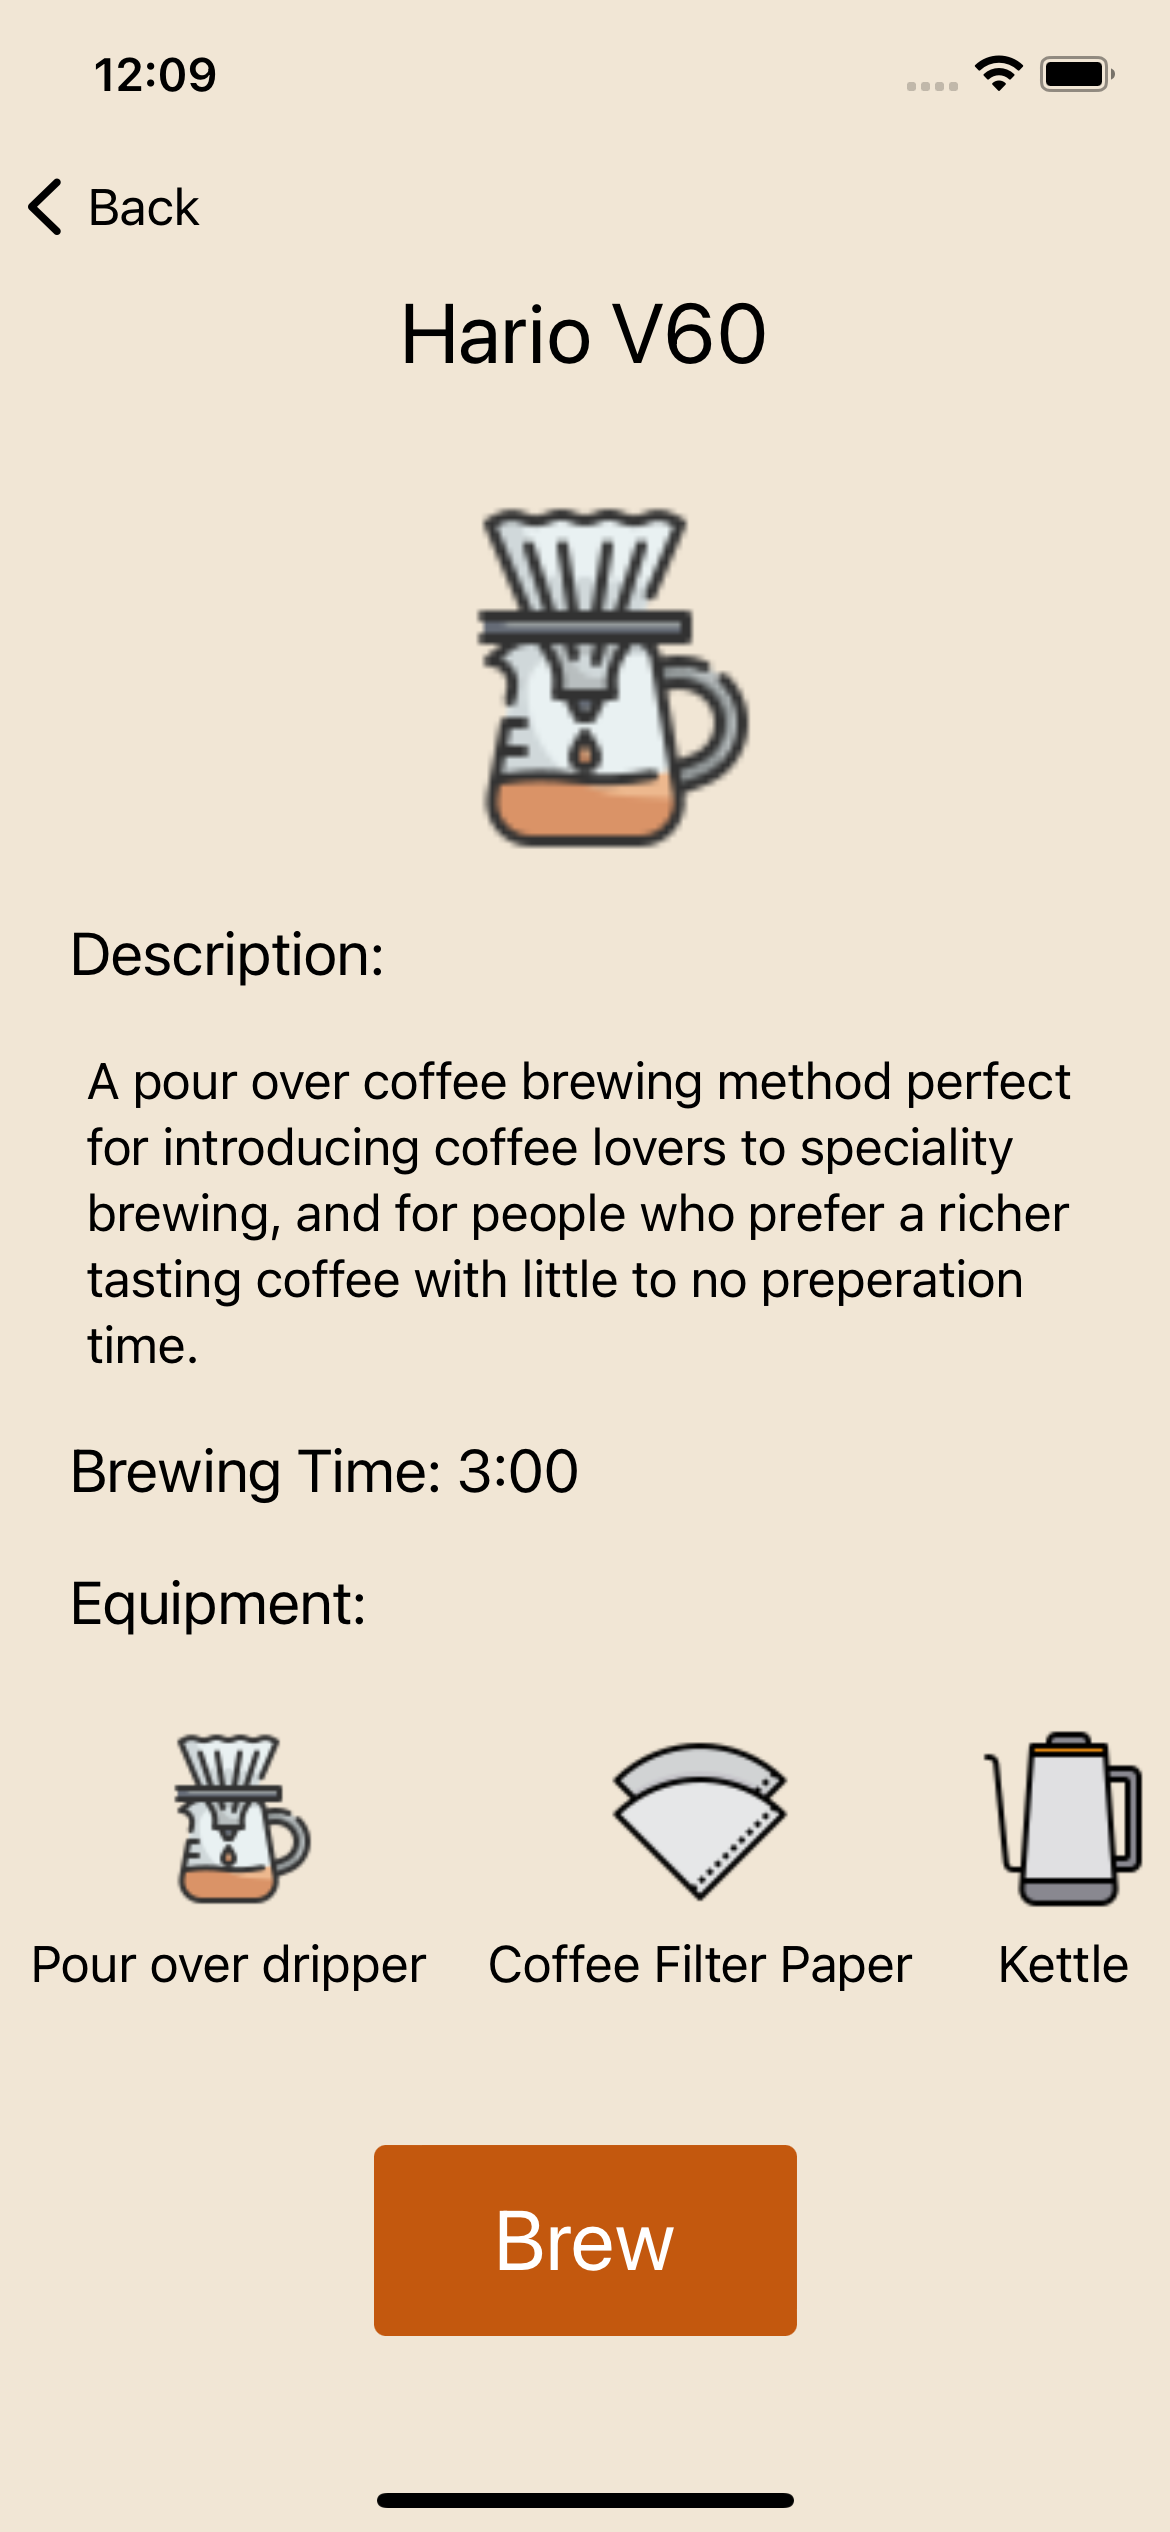 12:09
Back
Hario V60
Description:
A pour over coffee brewing method perfect
for introducing coffee lovers to speciality
brewing, and for people who prefer a richer
tasting coffee with little to no preperation
time.
Brewing Time: 3:00
Equipment:
Pour over dripper
Coffee Filter Paper
Kettle
Brew